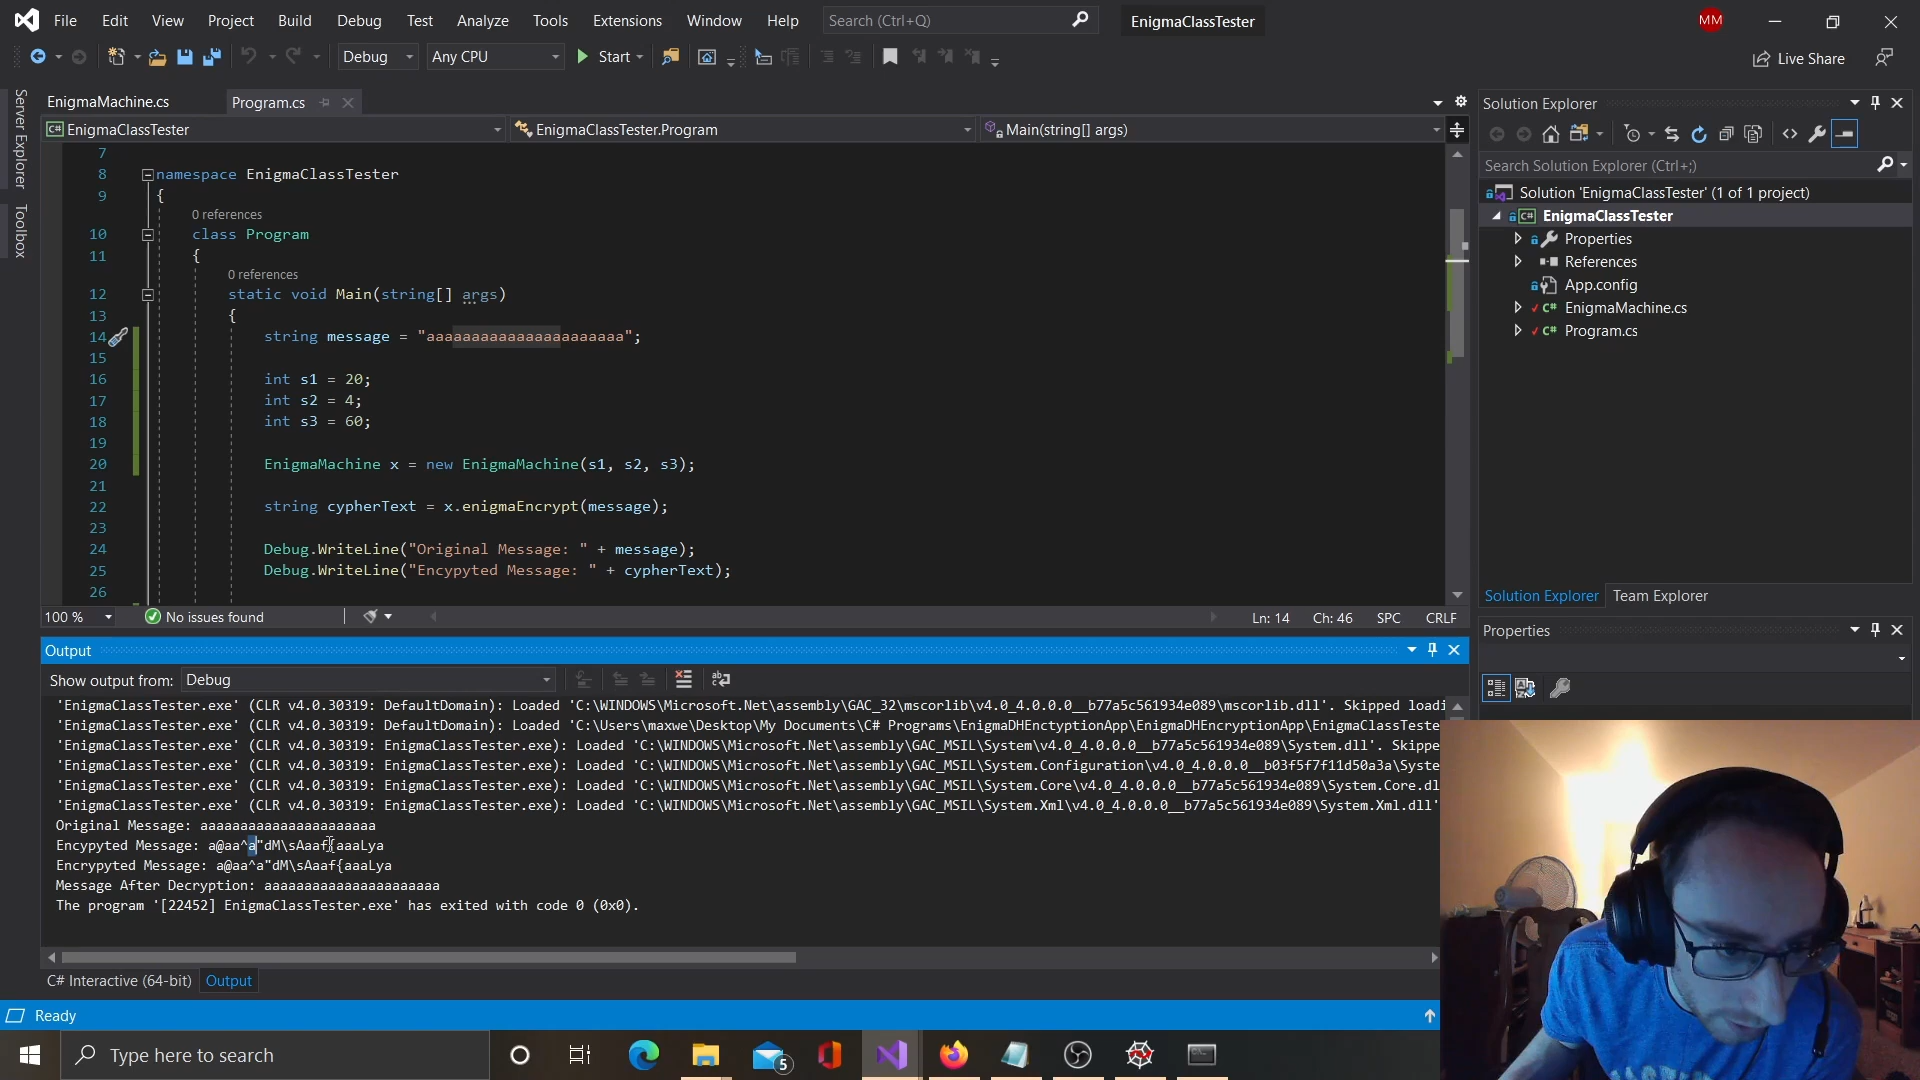 File Edit View Project Build Debug Test Analyze Tools Extensions Window Help Search (Ctrl+Q) EnigmaClassTester MM
Debug Any CPU Start Live Share
Server Explorer
Toolbox
EnigmaMachine.cs Program.cs
EnigmaClassTester EnigmaClassTester.Program Main(string[] args)
7
8 namespace EnigmaClassTester
9 {
0 references
10 class Program
11 {
0 references
12 static void Main(string[] args)
13 {
14 string message = "aaaaaaaaaaaaaaaaaaaaaa";
15
16 int s1 = 20;
17 int s2 = 4;
18 int s3 = 60;
19
20 EnigmaMachine x = new EnigmaMachine(s1, s2, s3);
21
22 string cypherText = x.enigmaEncrypt(message);
23
24 Debug.WriteLine("Original Message: " + message);
25 Debug.WriteLine("Encypyted Message: " + cypherText);
26
100 % No issues found Ln: 14 Ch: 46 SPC CRLF
Output
Show output from: Debug
'EnigmaClassTester.exe' (CLR v4.0.30319: DefaultDomain): Loaded 'C:\WINDOWS\Microsoft.Net\assembly\GAC_32\mscorlib\v4.0_4.0.0.0__b77a5c561934e089\mscorlib.dll'. Skipped loadi
'EnigmaClassTester.exe' (CLR v4.0.30319: DefaultDomain): Loaded 'C:\Users\maxwe\Desktop\My Documents\C# Programs\EnigmaDHEnctyptionApp\EnigmaDHEncryptionApp\EnigmaClassTester
'EnigmaClassTester.exe' (CLR v4.0.30319: EnigmaClassTester.exe): Loaded 'C:\WINDOWS\Microsoft.Net\assembly\GAC_MSIL\System\v4.0_4.0.0.0__b77a5c561934e089\System.dll'. Skippe
'EnigmaClassTester.exe' (CLR v4.0.30319: EnigmaClassTester.exe): Loaded 'C:\WINDOWS\Microsoft.Net\assembly\GAC_MSIL\System.Configuration\v4.0_4.0.0.0__b03f5f7f11d50a3a\Syste
'EnigmaClassTester.exe' (CLR v4.0.30319: EnigmaClassTester.exe): Loaded 'C:\WINDOWS\Microsoft.Net\assembly\GAC_MSIL\System.Core\v4.0_4.0.0.0__b77a5c561934e089\System.Core.dl
'EnigmaClassTester.exe' (CLR v4.0.30319: EnigmaClassTester.exe): Loaded 'C:\WINDOWS\Microsoft.Net\assembly\GAC_MSIL\System.Xml\v4.0_4.0.0.0__b77a5c561934e089\System.Xml.dll'
Original Message: aaaaaaaaaaaaaaaaaaaaaa
Encypyted Message: a@aa^a"dM\sAaaf{aaaLya
Encrypyted Message: a@aa^a"dM\sAaaf{aaaLya
Message After Decryption: aaaaaaaaaaaaaaaaaaaaaa
The program '[22452] EnigmaClassTester.exe' has exited with code 0 (0x0).
C# Interactive (64-bit) Output
Ready
Solution Explorer
Search Solution Explorer (Ctrl+;)
Solution 'EnigmaClassTester' (1 of 1 project)
C# EnigmaClassTester
Properties
References
App.config
C# EnigmaMachine.cs
C# Program.cs
Solution Explorer Team Explorer
Properties
Type here to search 5